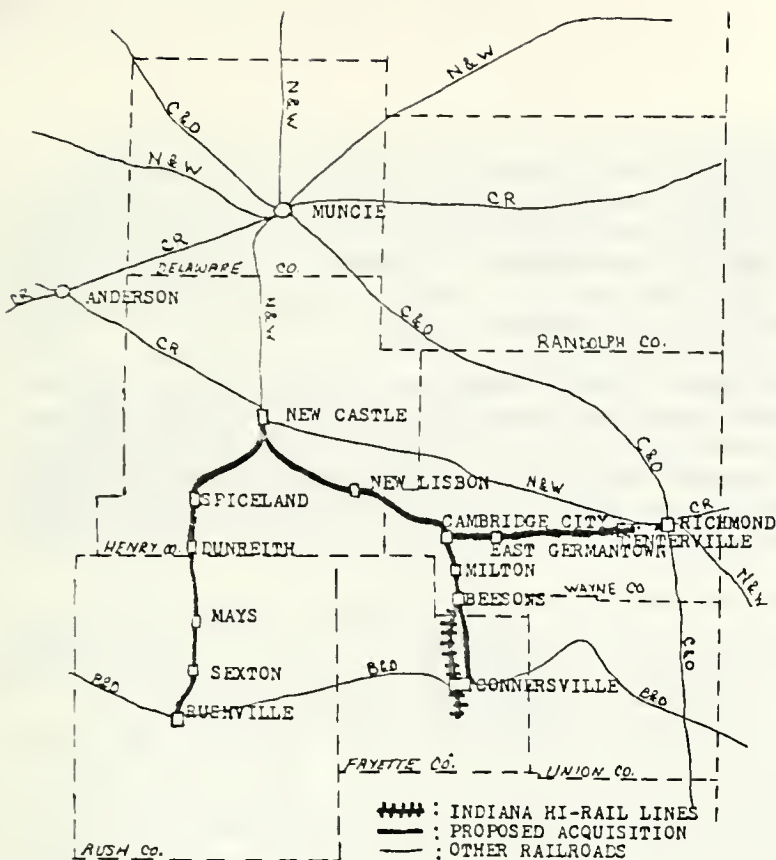 N&W
N&W
C&O
N&W
CR
MUNCIE
CR
DELAWARE CO.
CR
ANDERSON
N&W
C&O
CR
RANDOLPH CO.
NEW CASTLE
C&O
NEW LISBON
N&W
SPICELAND
CR
CAMBRIDGE CITY
RICHMOND
CENTERVILLE
HENRY CO.
DUNREITH
EAST GERMANTOWN
MILTON
N&W
BEESONS
WAYNE CO
MAYS
C&O
SEXTON
B&O
B&O
CONNERSVILLE
B&O
RUSHVILLE
FAYETTE CO.
UNION CO.
: INDIANA HI-RAIL LINES
: PROPOSED ACQUISITION
RUSH CO.
: OTHER RAILROADS